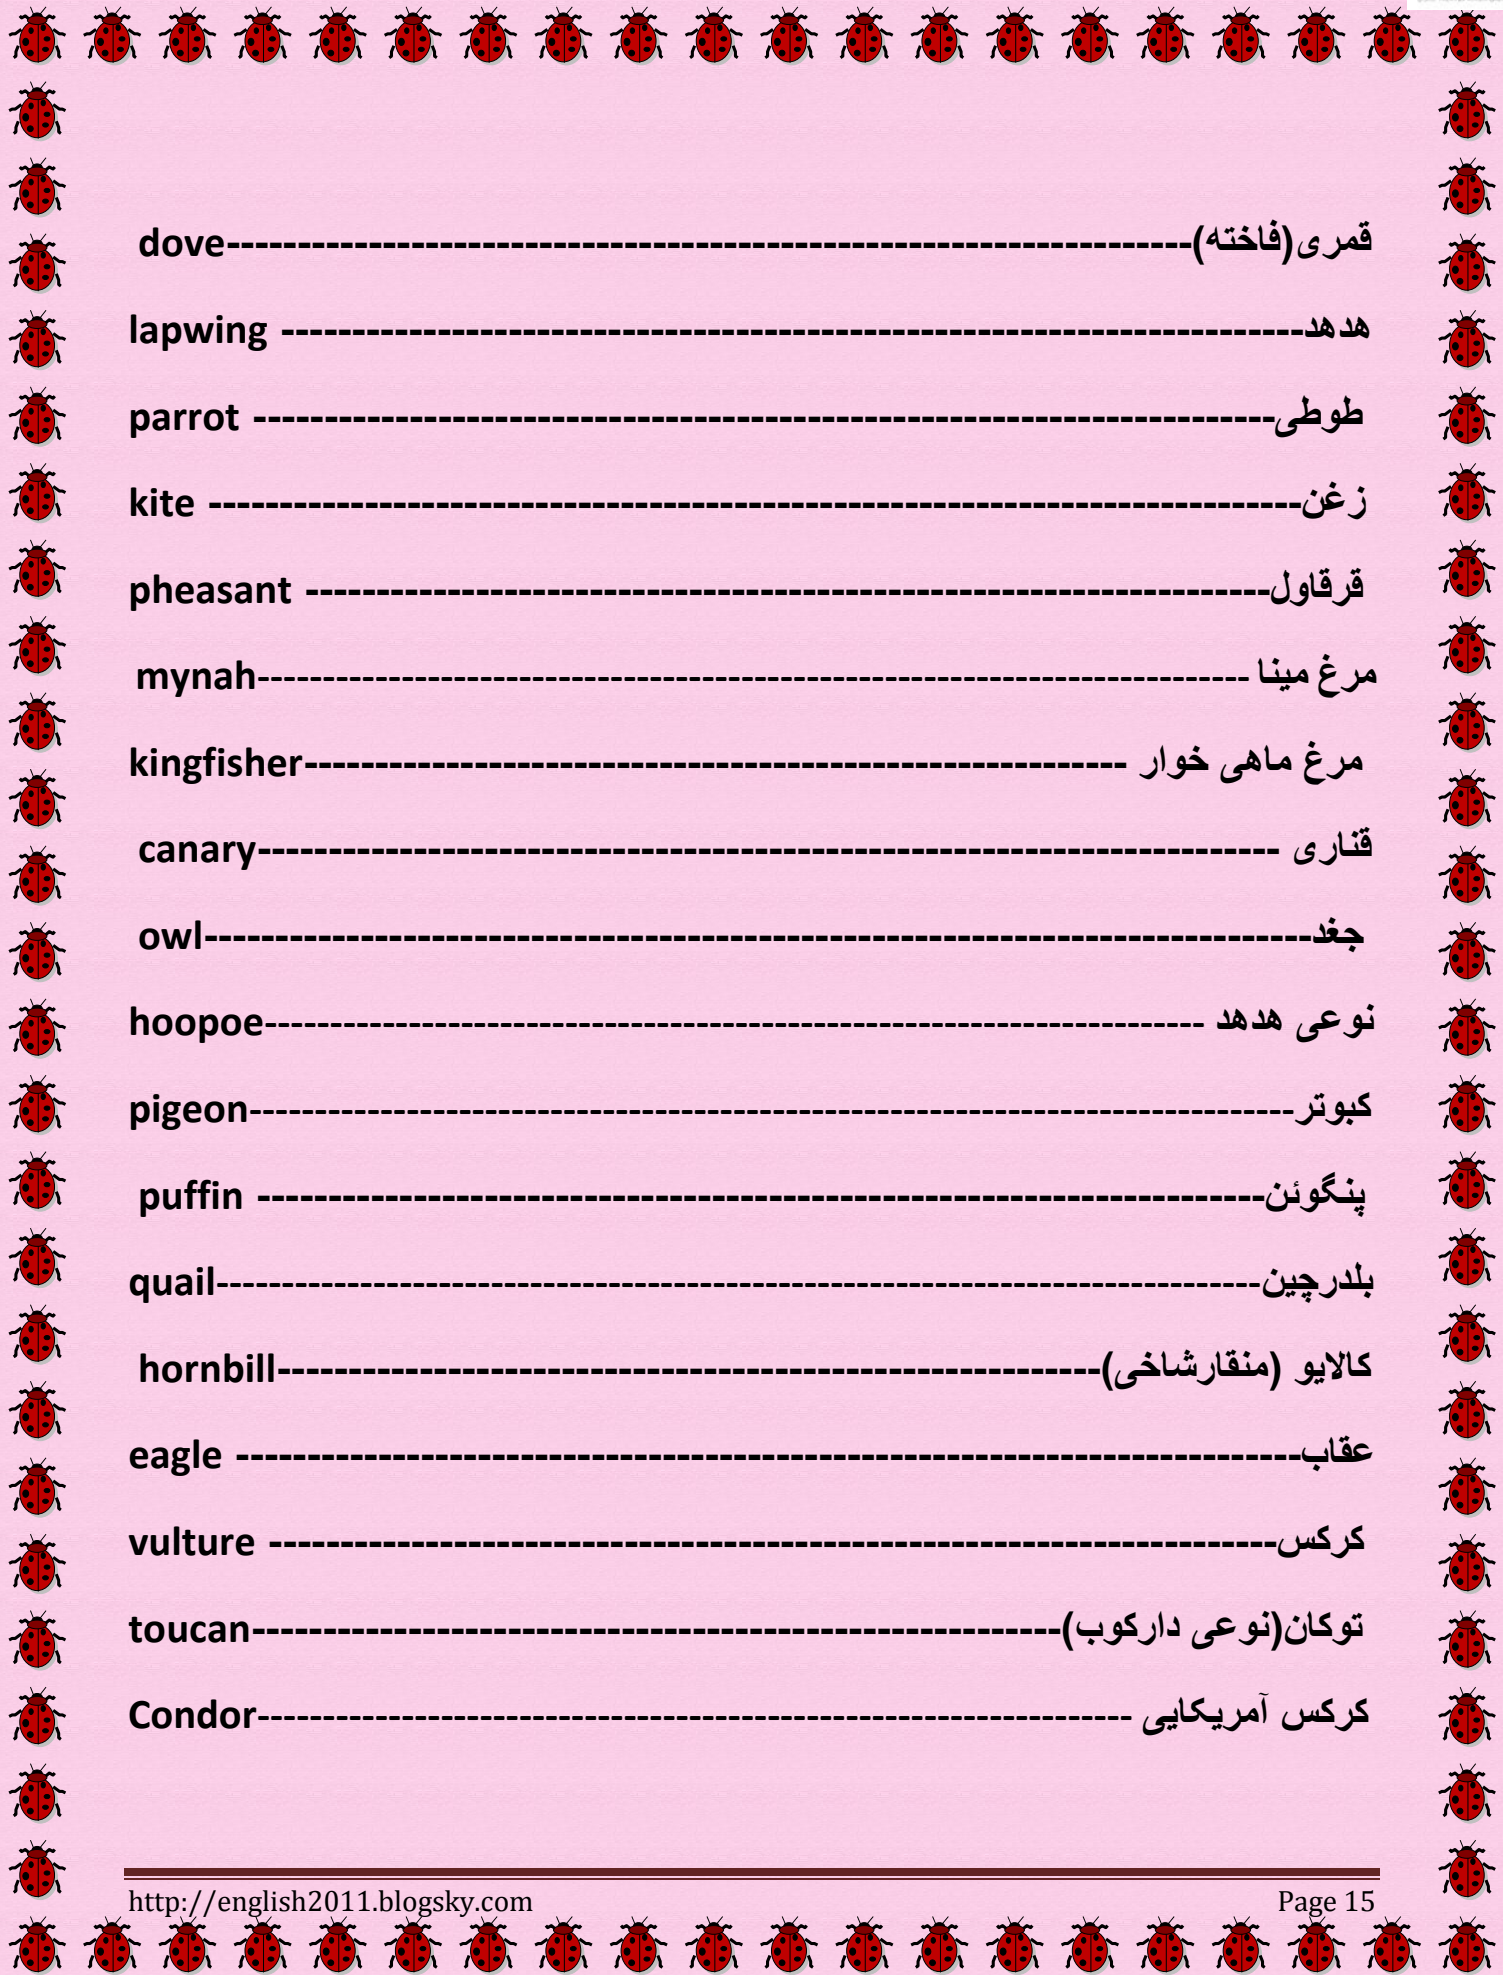 dove--------------------------------------------------------------------قمری(فاخته)
lapwing ------------------------------------------------------------------------هدهد
parrot ------------------------------------------------------------------------طوطی
kite -----------------------------------------------------------------------------زغن
pheasant --------------------------------------------------------------------قرقاول
mynah---------------------------------------------------------------------------- مرغ مینا
kingfisher---------------------------------------------------------- مرغ ماهی خوار
canary------------------------------------------------------------------------ قناری
owl------------------------------------------------------------------------------جغد
hoopoe------------------------------------------------------------------------ نوعی هدهد
pigeon--------------------------------------------------------------------------------کبوتر
puffin -----------------------------------------------------------------------پنگوئن
quail--------------------------------------------------------------------------------بلدرچین
hornbill----------------------------------------------------------کالایو (منقارشاخی)
eagle ---------------------------------------------------------------------------عقاب
vulture -----------------------------------------------------------------------کرکس
toucan---------------------------------------------------------توکان(نوعی دارکوب)
Condor------------------------------------------------------------------- کرکس آمریکایی
http://english2011.blogsky.com Page 15